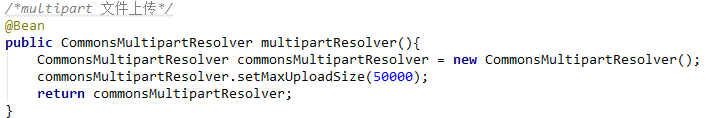 /*multipart 文件上传*/
@Bean
public CommonsMultipartResolver multipartResolver(){
    CommonsMultipartResolver commonsMultipartResolver = new CommonsMultipartResolver();
    commonsMultipartResolver.setMaxUploadSize(50000);
    return commonsMultipartResolver;
}